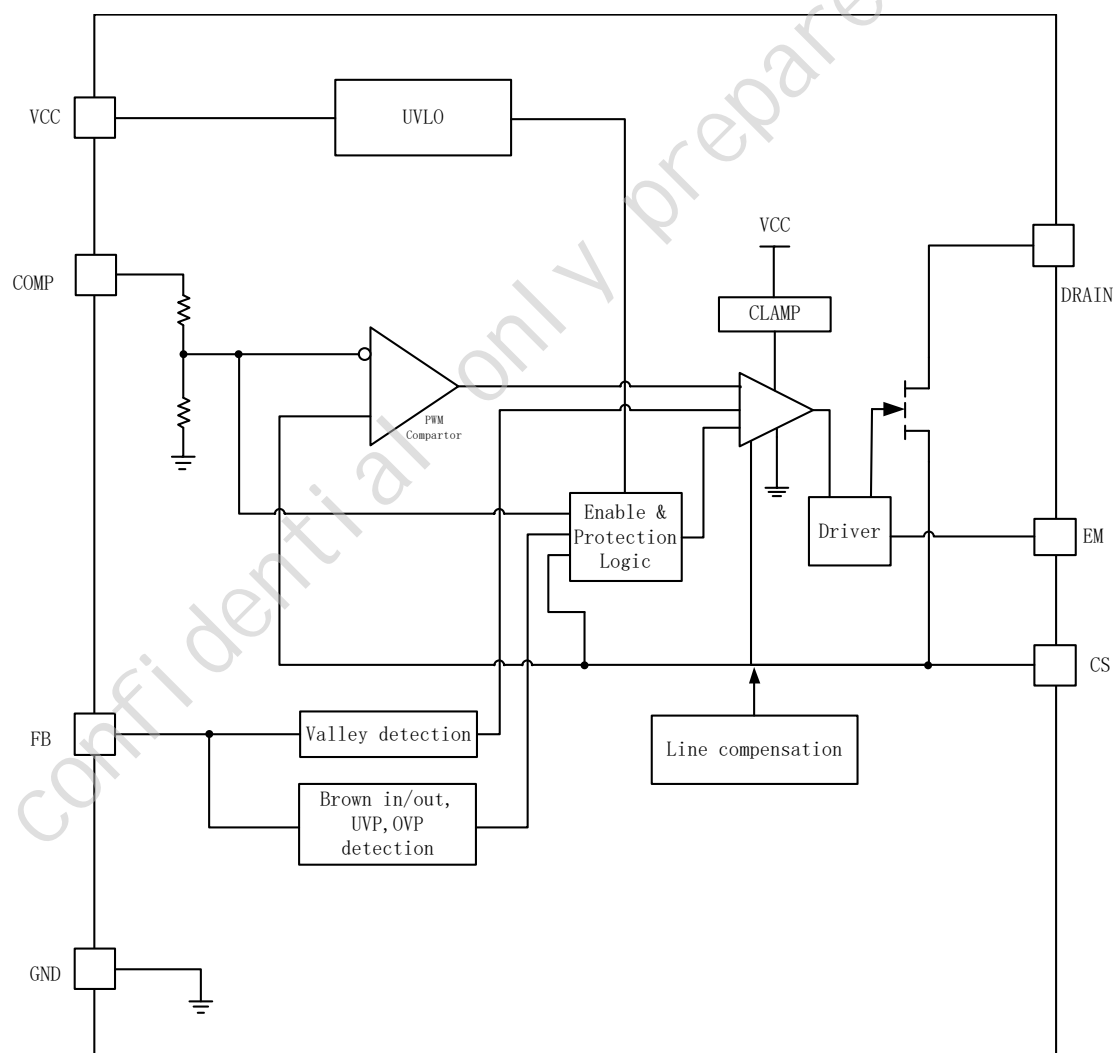 VCC
UVLO
COMP
VCC
CLAMP
DRAIN
PWM
Compartor
Enable &
Protection
Logic
Driver
EM
CS
FB
Valley detection
Line compensation
Brown in/out,
UVP,OVP
detection
GND
confidential only prepare